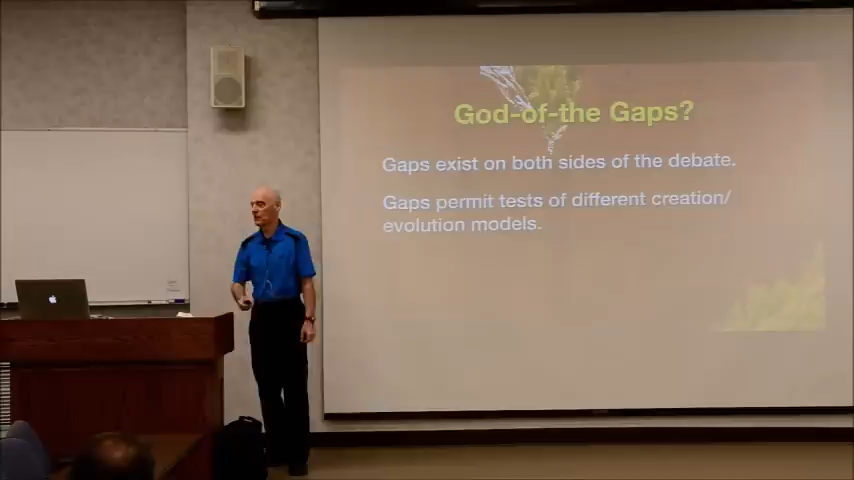 God-of-the Gaps?
Gaps exist on both sides of the debate.
Gaps permit tests of different creation/
evolution models.